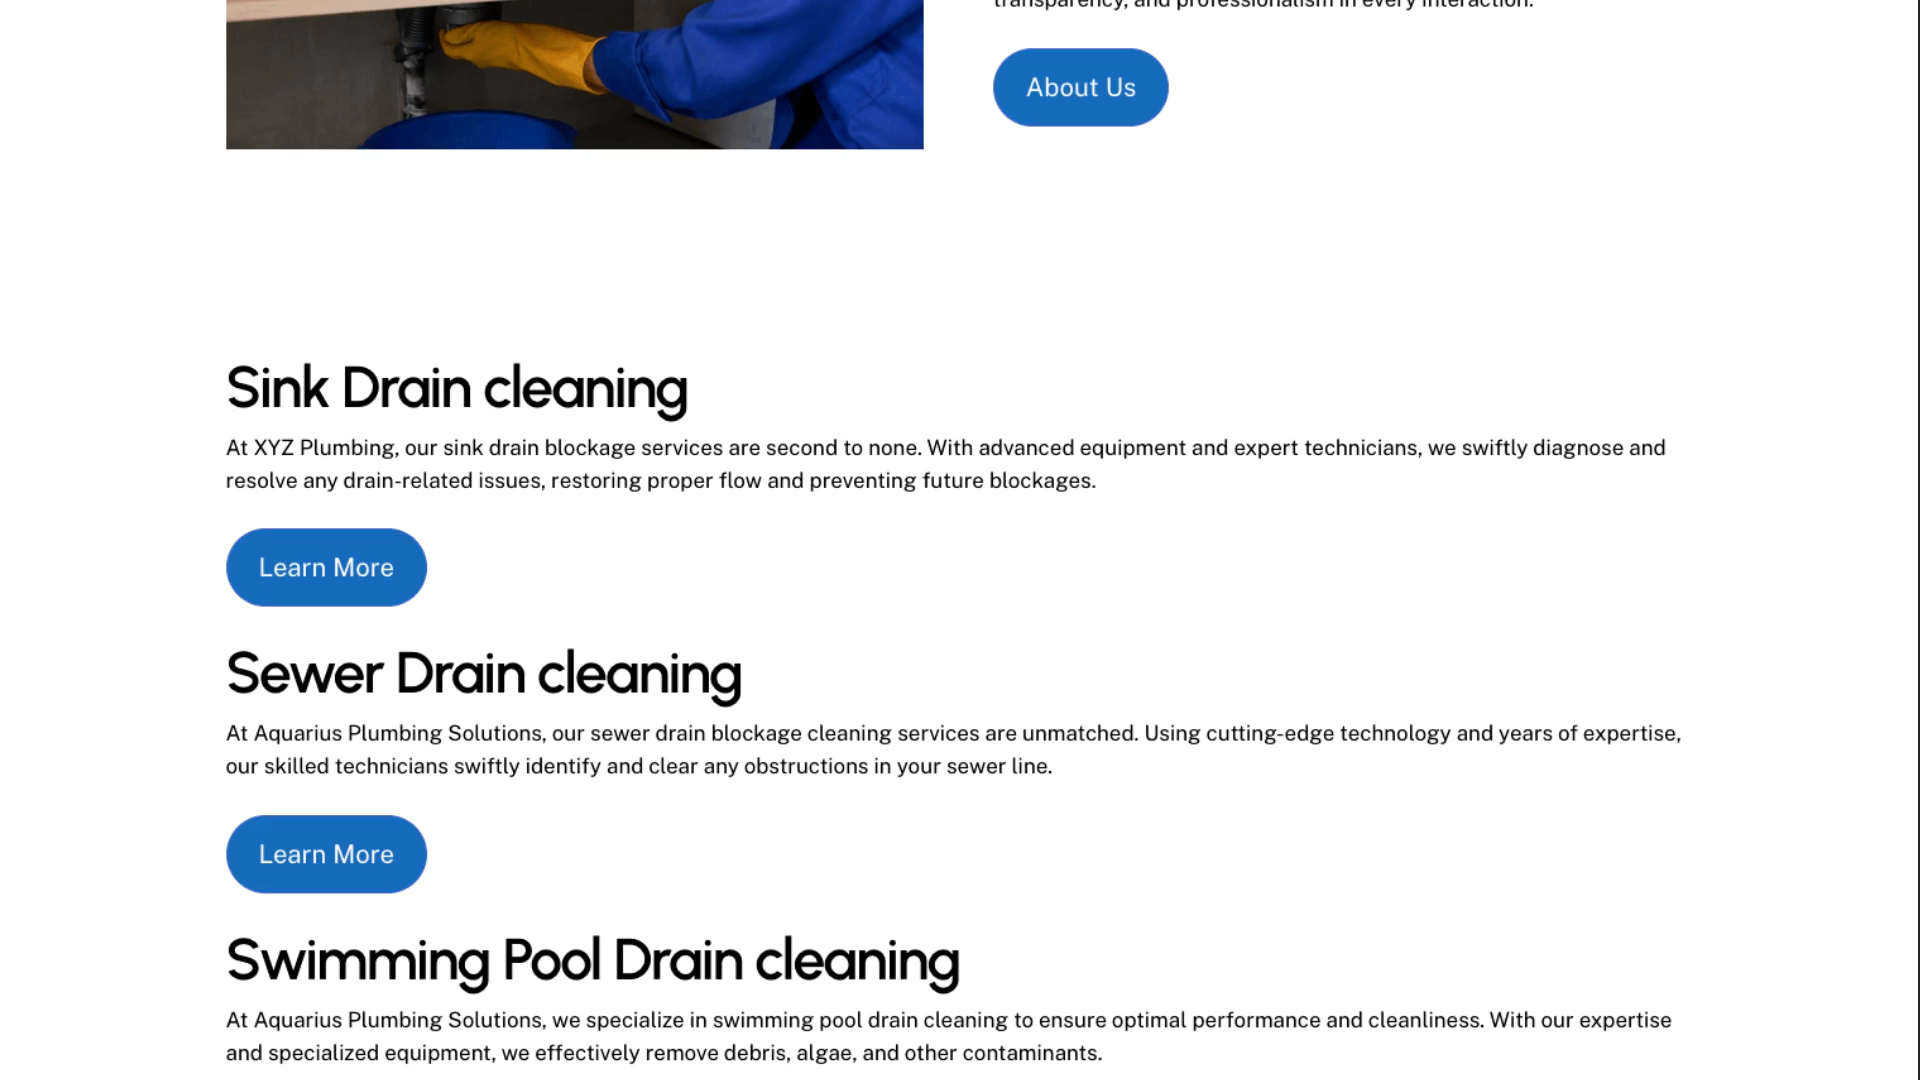 transparency, and professionalism in every interaction.
About Us
Sink Drain cleaning
At XYZ Plumbing, our sink drain blockage services are second to none. With advanced equipment and expert technicians, we swiftly diagnose and
resolve any drain-related issues, restoring proper flow and preventing future blockages.
Learn More
Sewer Drain cleaning
At Aquarius Plumbing Solutions, our sewer drain blockage cleaning services are unmatched. Using cutting-edge technology and years of expertise,
our skilled technicians swiftly identify and clear any obstructions in your sewer line.
Learn More
Swimming Pool Drain cleaning
At Aquarius Plumbing Solutions, we specialize in swimming pool drain cleaning to ensure optimal performance and cleanliness. With our expertise
and specialized equipment, we effectively remove debris, algae, and other contaminants.